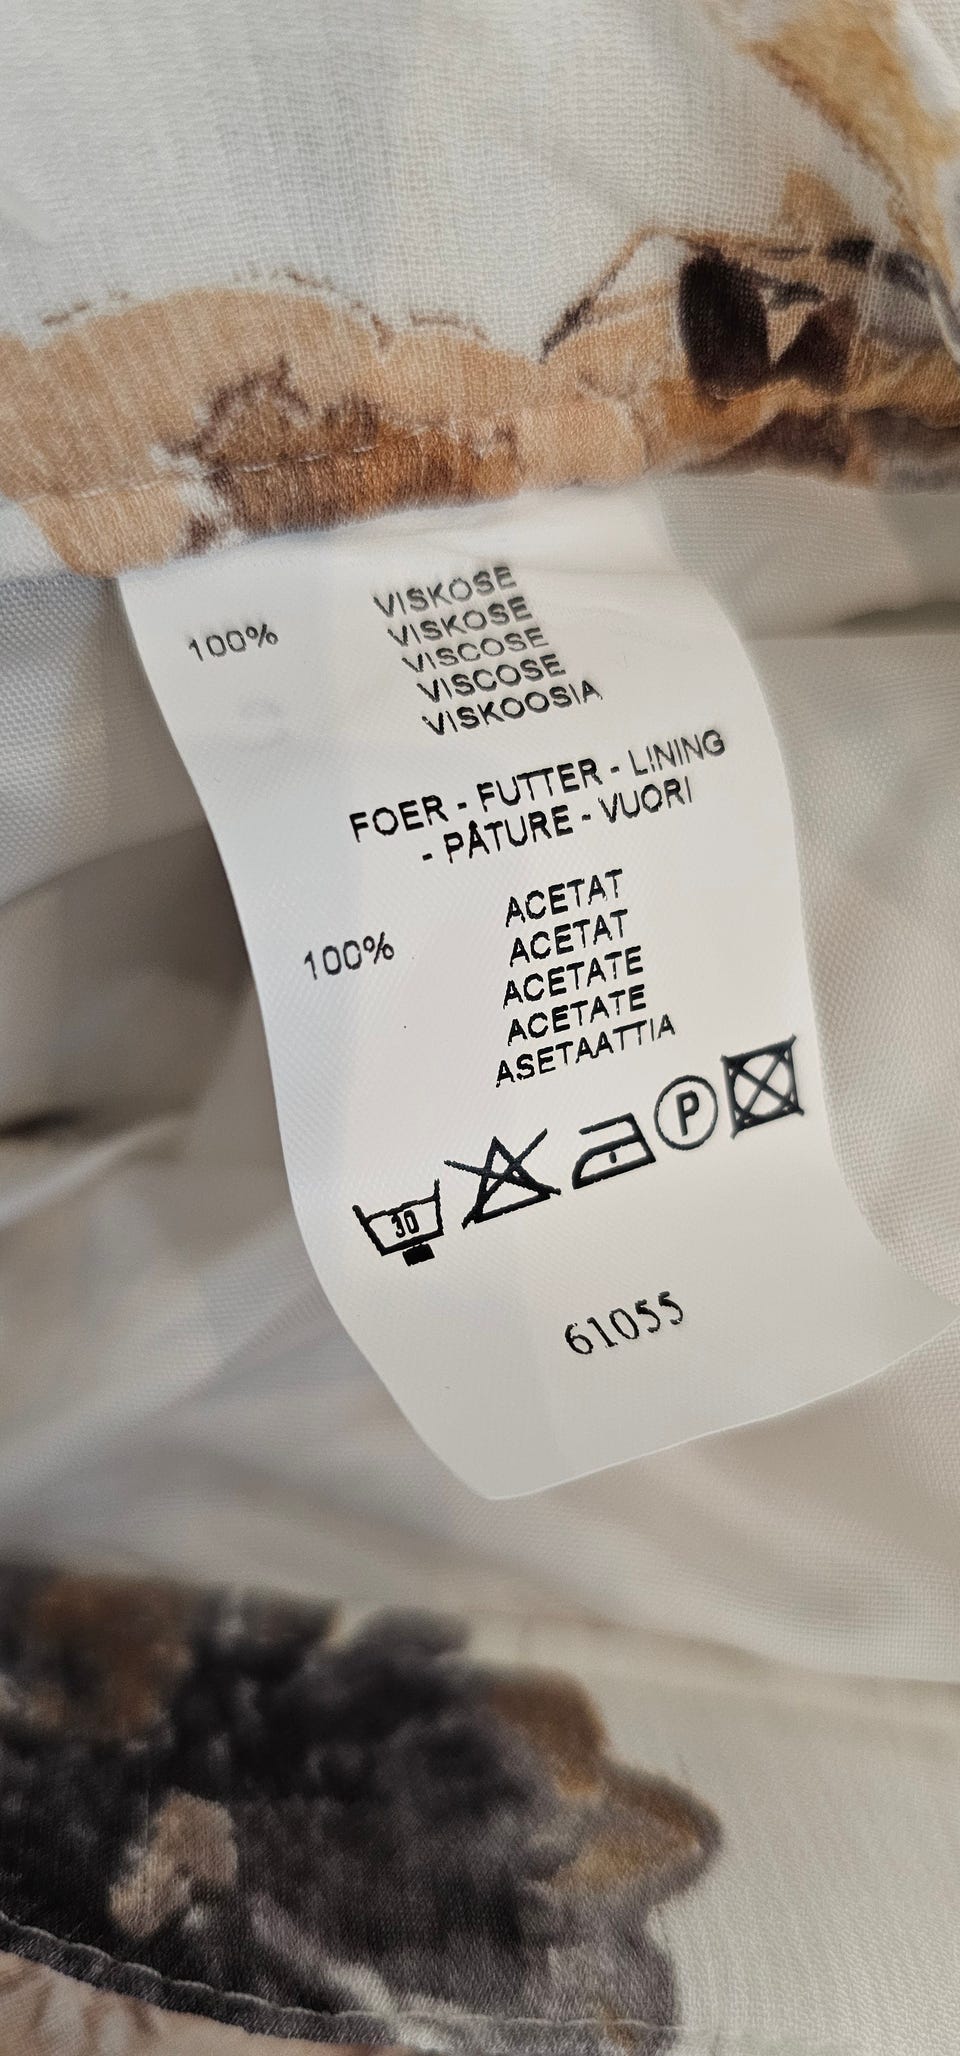 100% VISKOSE
VISKOSE
VISCOSE
VISCOSE
VISKOOSIA
FOER - FUTTER - LINING
- PÂTURE - VUORI
100% ACETAT
ACETAT
ACETATE
ACETATE
ASETAATTIA
30
P
61055